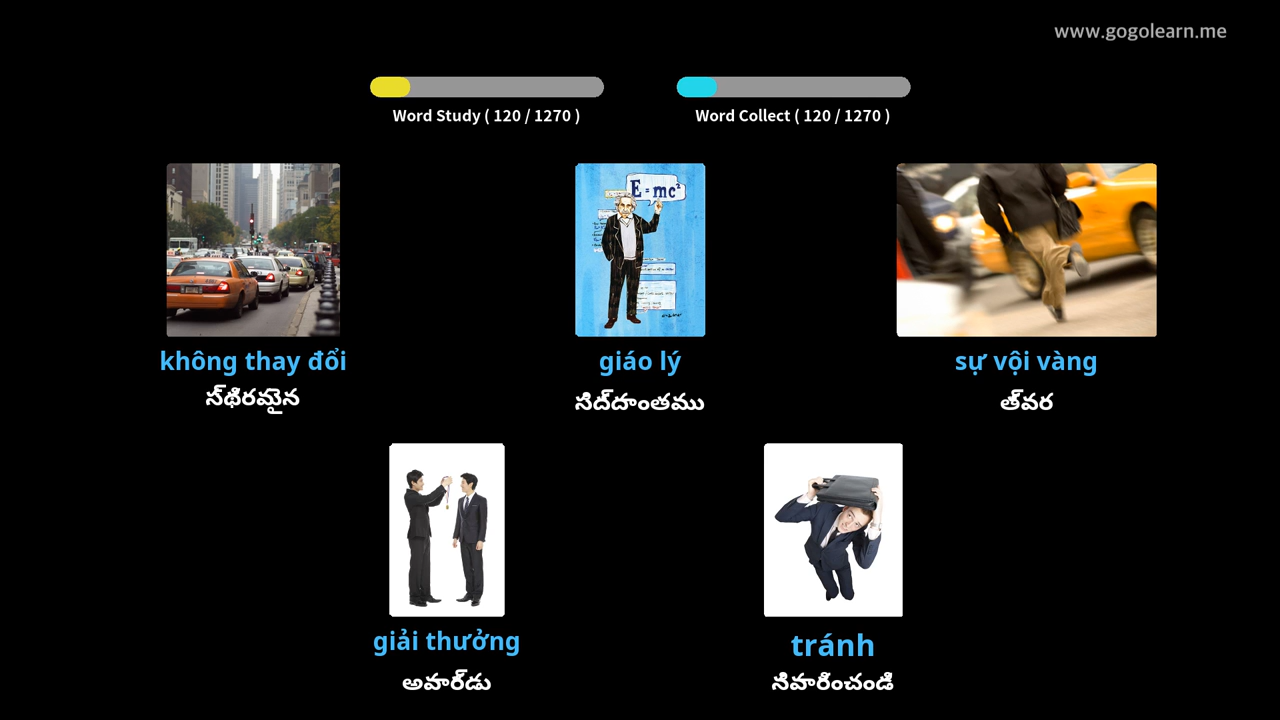 www.gogolearn.me
Word Study ( 120 / 1270 )
Word Collect ( 120 / 1270 )
E=mc²
không thay đổi
స్థిరమైన
giáo lý
సిద్దాంతము
sự vội vàng
త్వర
giải thưởng
అవార్డు
tránh
నివారించండి